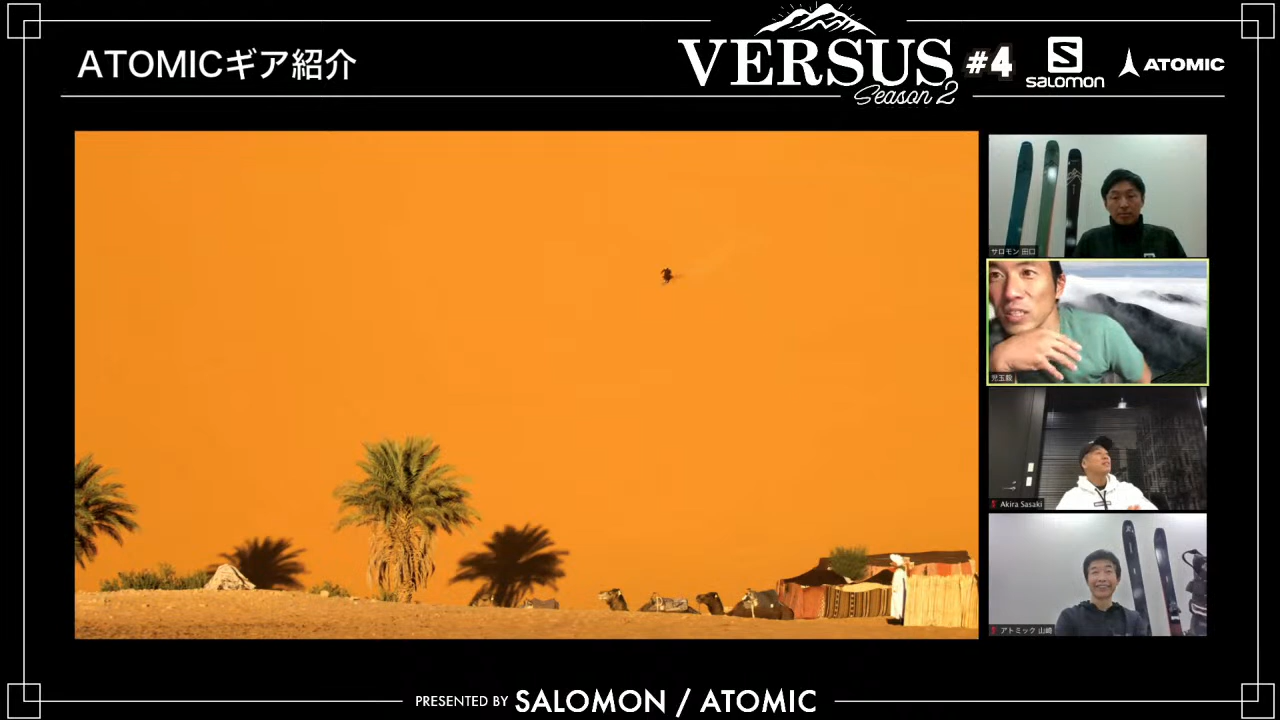 ATOMICギア紹介
VERSUS
Season 2
#4
S
SALOMON
ATOMIC
サロモン 田口
児玉毅
Akira Sasaki
アトミック 山崎
PRESENTED BY SALOMON / ATOMIC